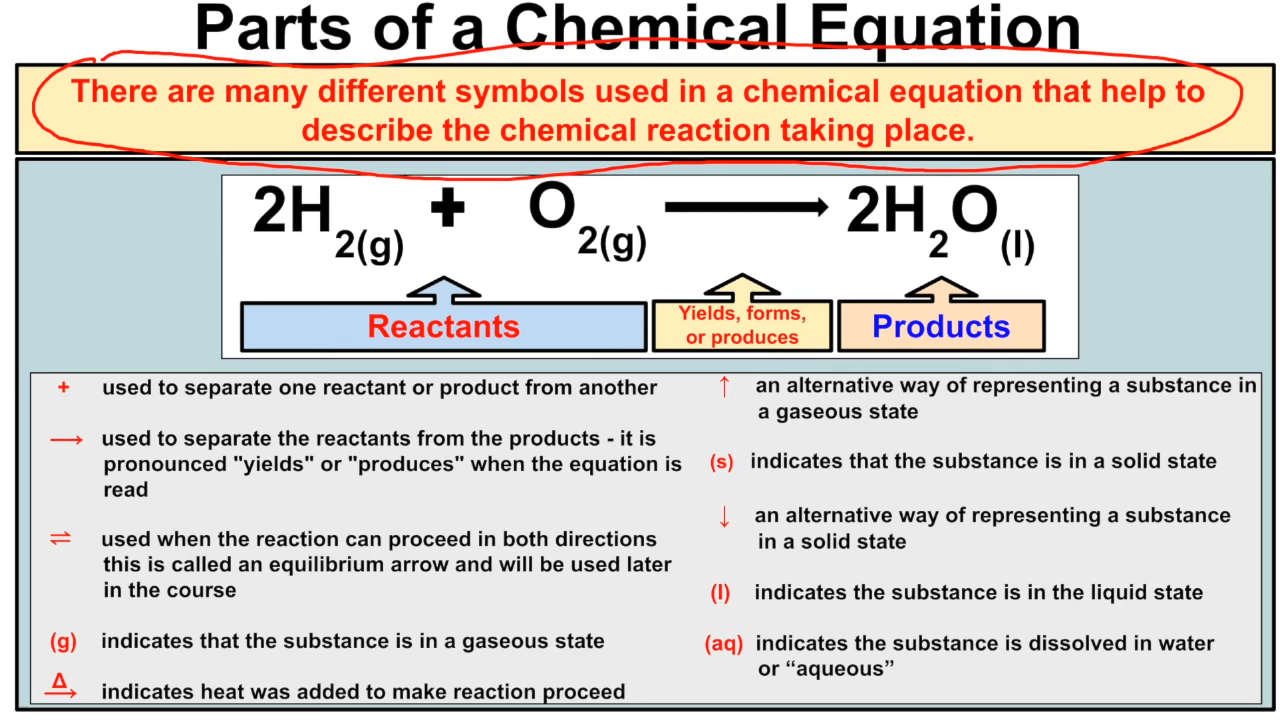 Parts of a Chemical Equation
There are many different symbols used in a chemical equation that help to
describe the chemical reaction taking place.
2H2(g) + O2(g) ⟶ 2H2O(l)
Reactants
Yields, forms,
or produces
Products
+ used to separate one reactant or product from another
⟶ used to separate the reactants from the products - it is
pronounced "yields" or "produces" when the equation is
read
⇌ used when the reaction can proceed in both directions
this is called an equilibrium arrow and will be used later
in the course
(g) indicates that the substance is in a gaseous state
Δ
⟶ indicates heat was added to make reaction proceed
↑ an alternative way of representing a substance in
a gaseous state
(s) indicates that the substance is in a solid state
↓ an alternative way of representing a substance
in a solid state
(l) indicates the substance is in the liquid state
(aq) indicates the substance is dissolved in water
or “aqueous”